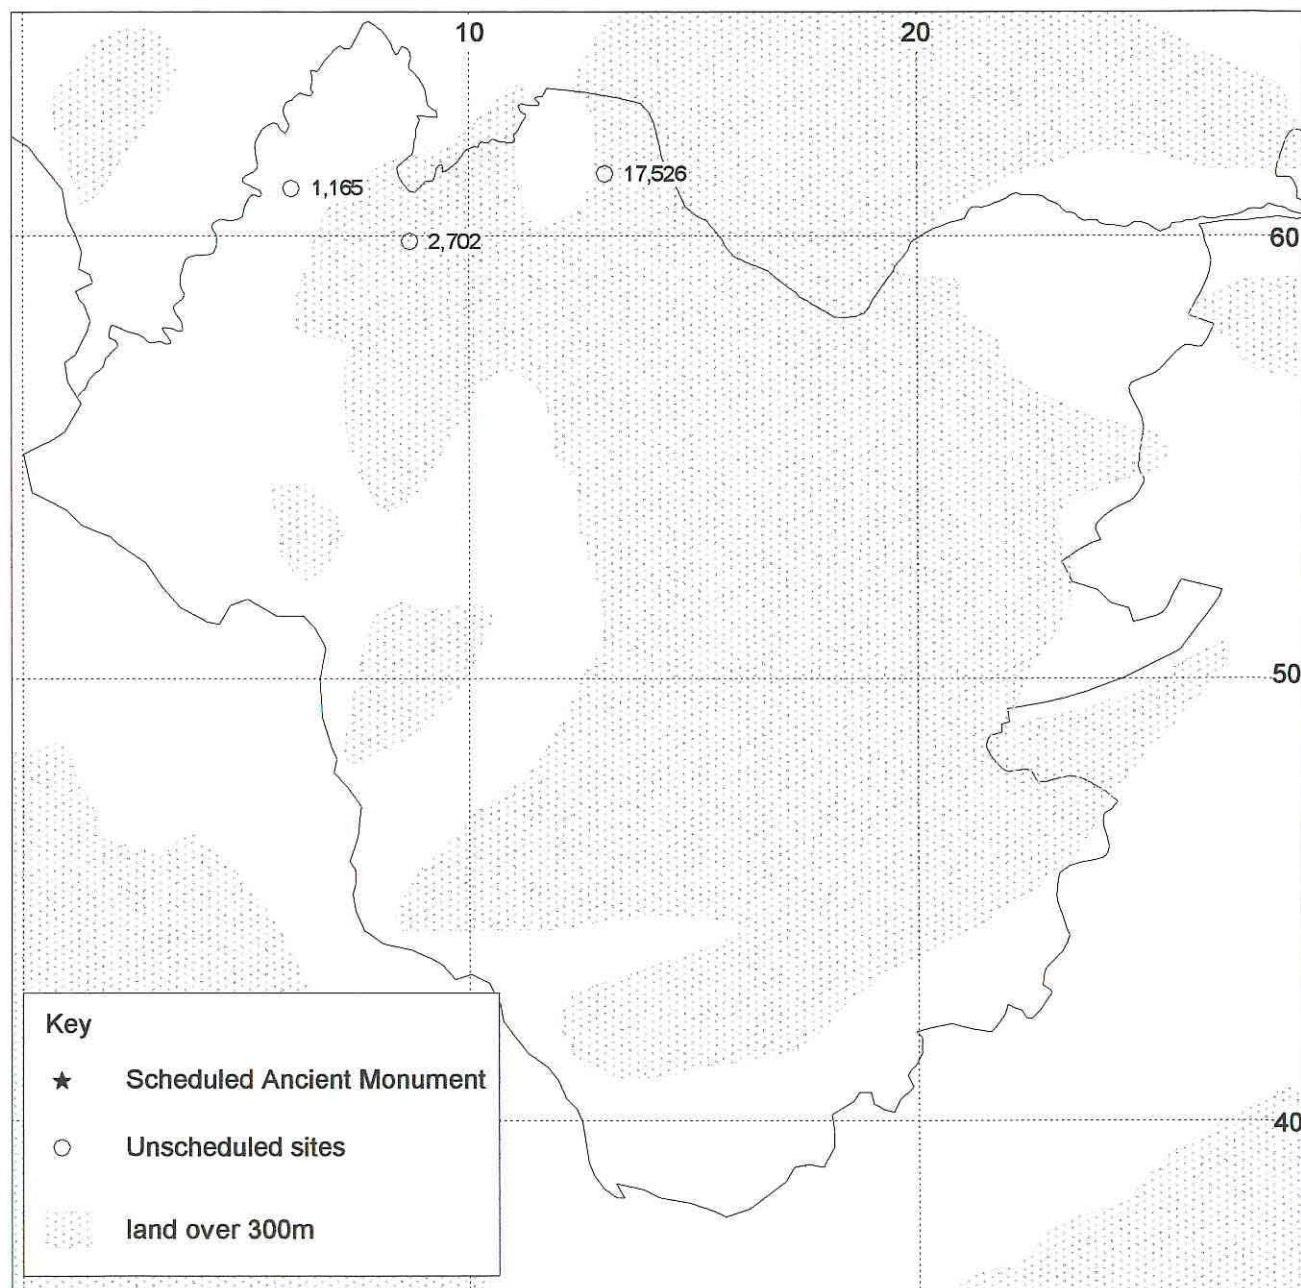 10
20
17,526
1,165
60
2,702
50
Key
Scheduled Ancient Monument
40
Unscheduled sites
land over 300m